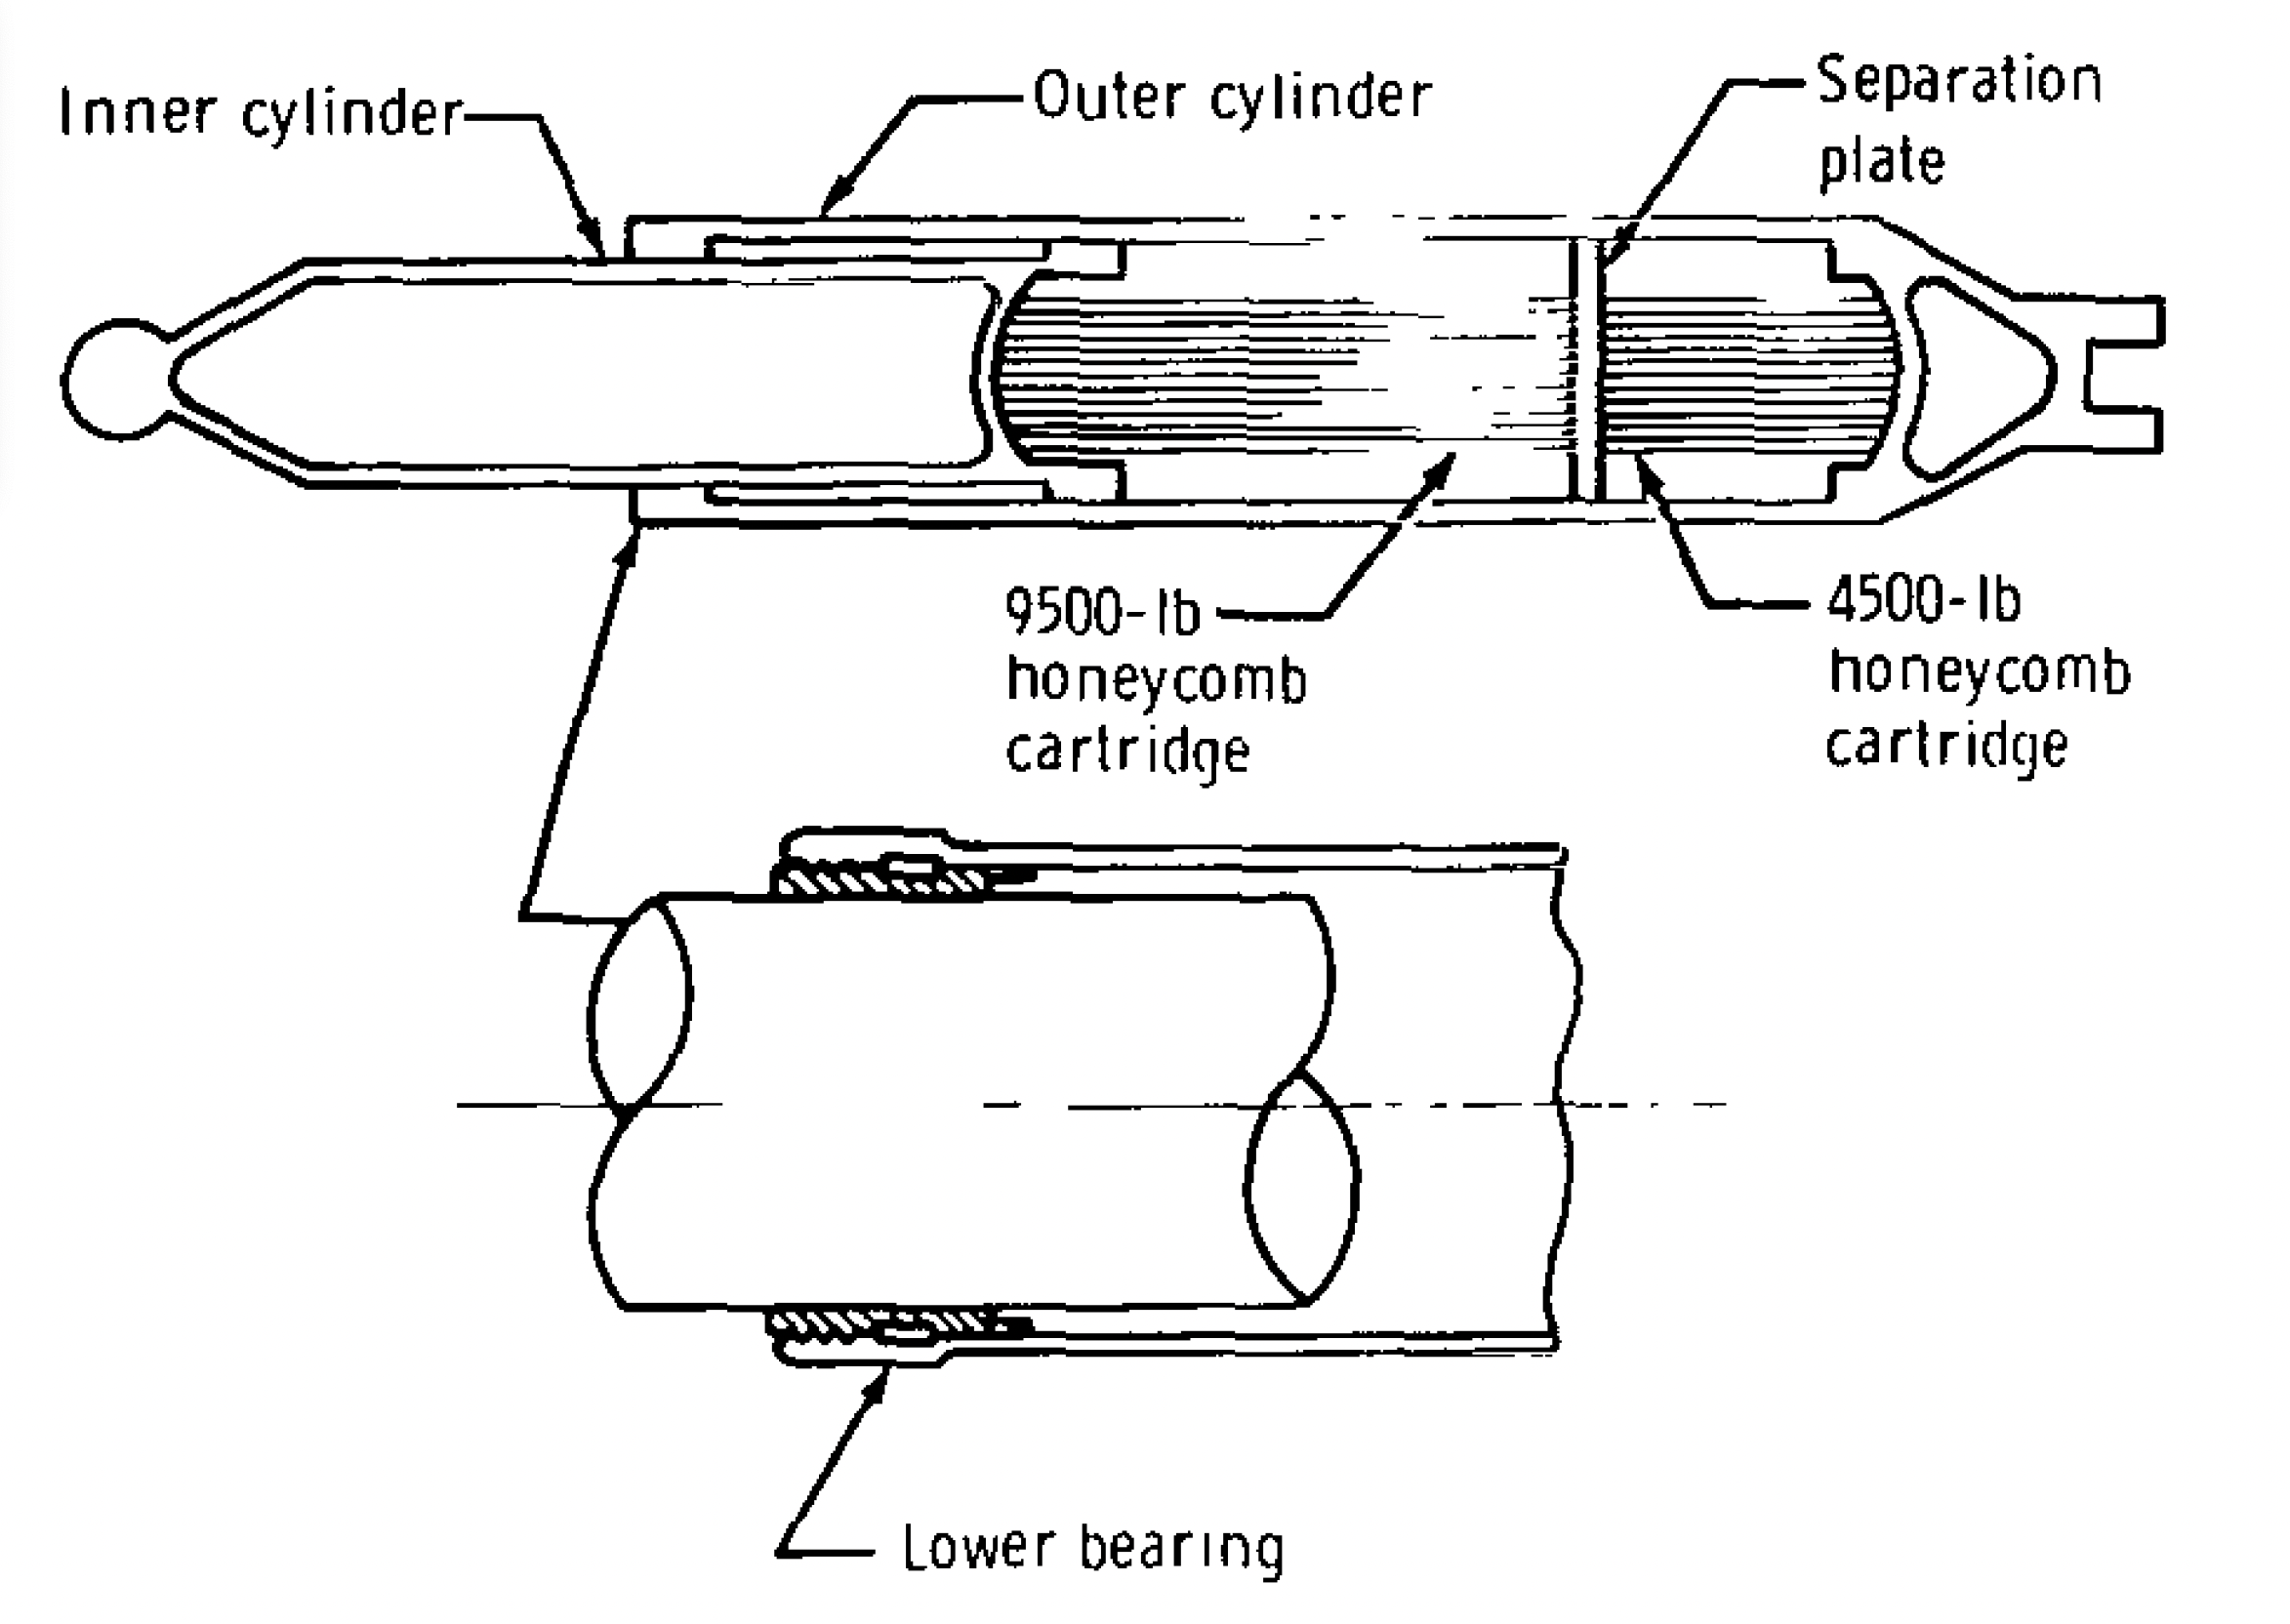 Inner cylinder
Outer cylinder
Separation
plate
9500-lb
honeycomb
cartridge
4500-lb
honeycomb
cartridge
Lower bearing